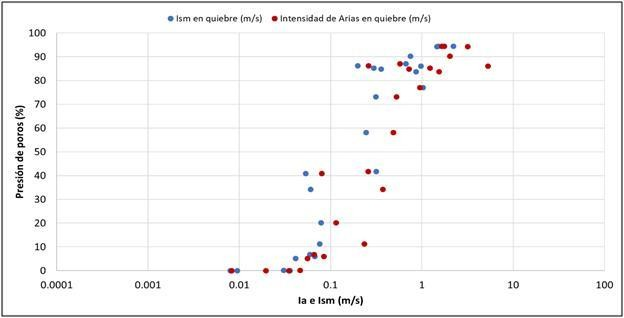 Ism en quiebre (m/s) Intensidad de Arias en quiebre (m/s)
100
90
80
70
60
50
40
30
20
10
0
Presión de poros (%)
0.0001 0.001 0.01 0.1 1 10 100
Ia e Ism (m/s)